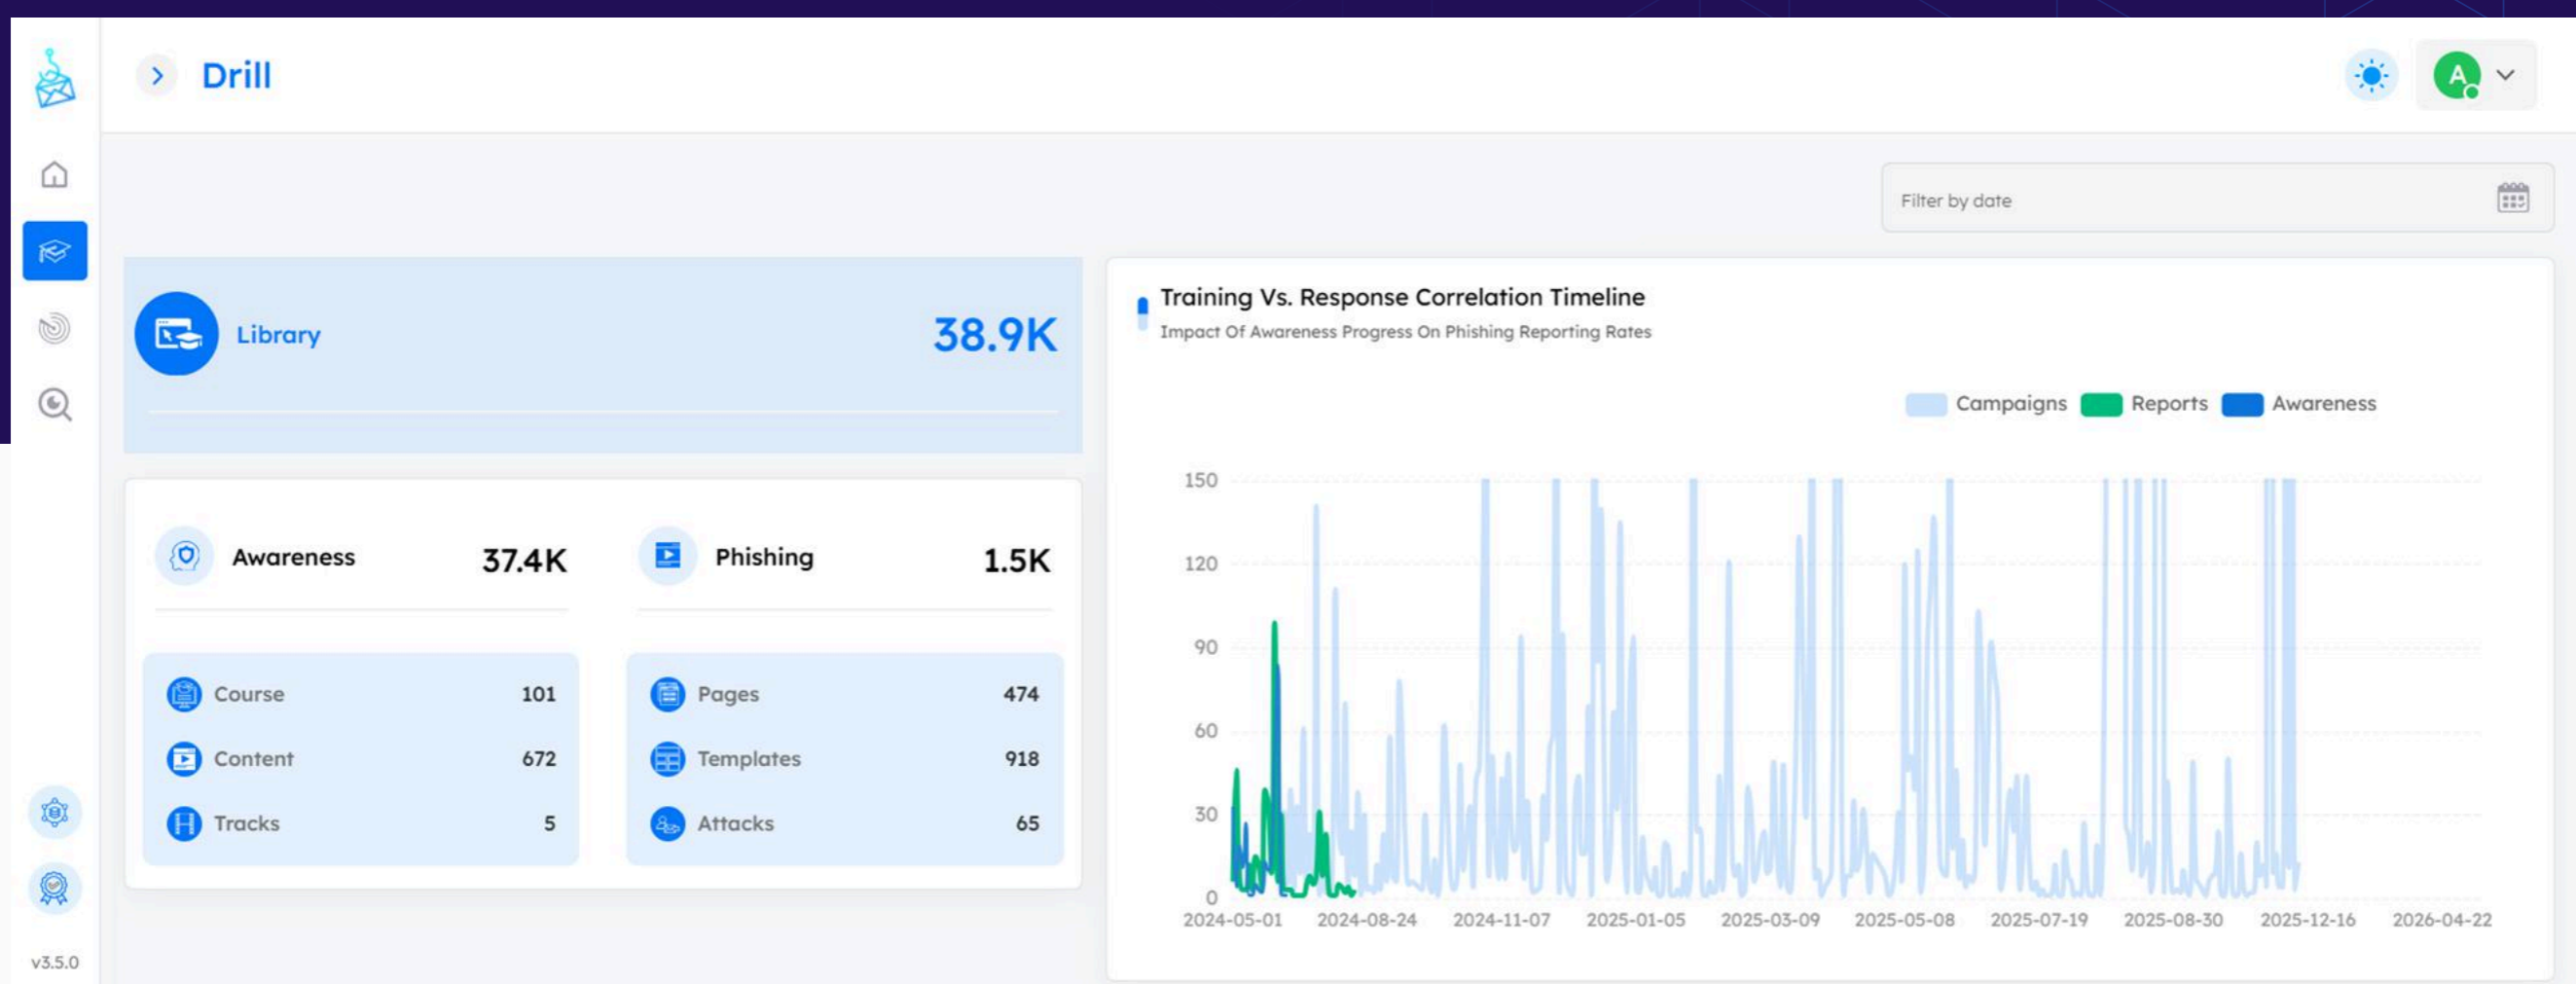 Drill
A
Filter by date
Library 38.9K
Awareness 37.4K
Course 101
Content 672
Tracks 5
Phishing 1.5K
Pages 474
Templates 918
Attacks 65
Training Vs. Response Correlation Timeline
Impact Of Awareness Progress On Phishing Reporting Rates
Campaigns Reports Awareness
150
120
90
60
30
0
2024-05-01 2024-08-24 2024-11-07 2025-01-05 2025-03-09 2025-05-08 2025-07-19 2025-08-30 2025-12-16 2026-04-22
v3.5.0